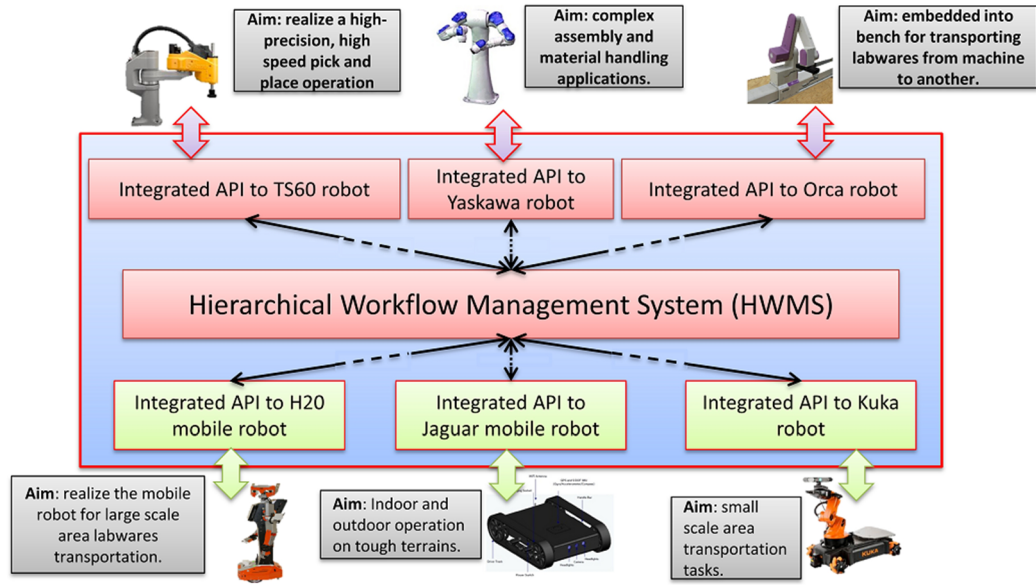 Aim: realize a high-
precision, high
speed pick and
place operation
Aim: complex
assembly and
material handling
applications.
Aim: embedded into
bench for transporting
labwares from machine
to another.
Integrated API to TS60 robot
Integrated API to
Yaskawa robot
Integrated API to Orca robot
Hierarchical Workflow Management System (HWMS)
Integrated API to H20
mobile robot
Integrated API to
Jaguar mobile robot
Integrated API to Kuka
robot
Aim: realize the mobile
robot for large scale
area labwares
transportation.
Aim: Indoor and
outdoor operation
on tough terrains.
Aim: small
scale area
transportation
tasks.
KUKA